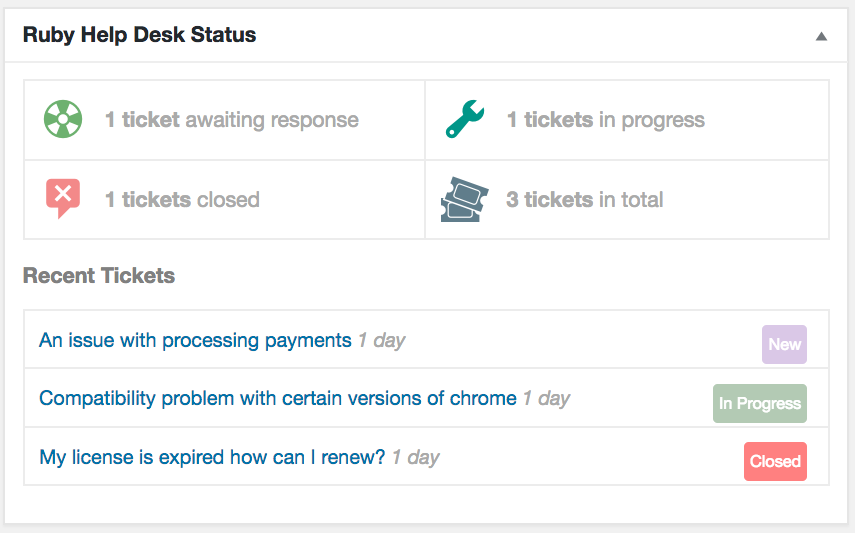 Ruby Help Desk Status
1 ticket awaiting response
1 tickets in progress
1 tickets closed
3 tickets in total
Recent Tickets
An issue with processing payments 1 day
New
Compatibility problem with certain versions of chrome 1 day
In Progress
My license is expired how can I renew? 1 day
Closed